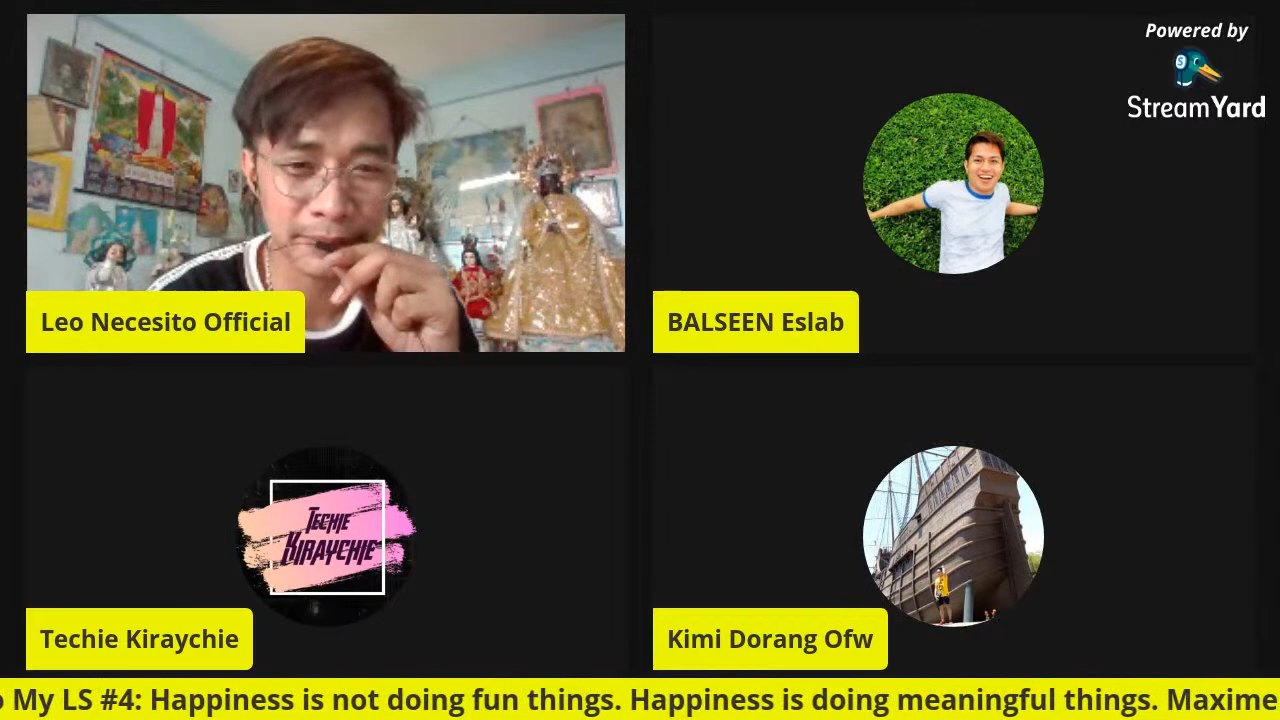 Powered by
StreamYard
Leo Necesito Official
BALSEEN Eslab
TECHIE
KIRAYCHIE
Techie Kiraychie
Kimi Dorang Ofw
My LS #4: Happiness is not doing fun things. Happiness is doing meaningful things. Maxime